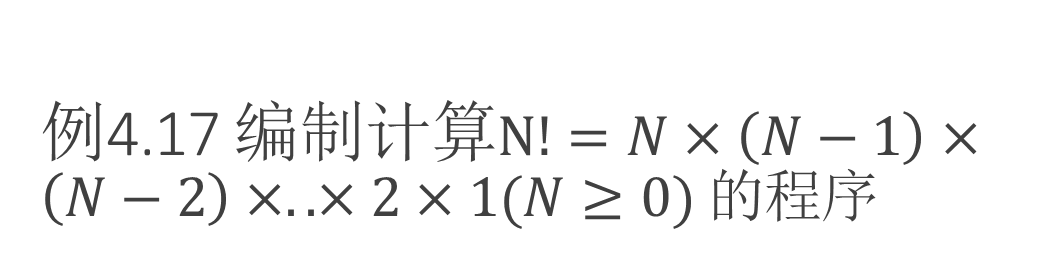 例4.17 编制计算N! = N × (N − 1) ×
(N − 2) ×..× 2 × 1(N ≥ 0) 的程序